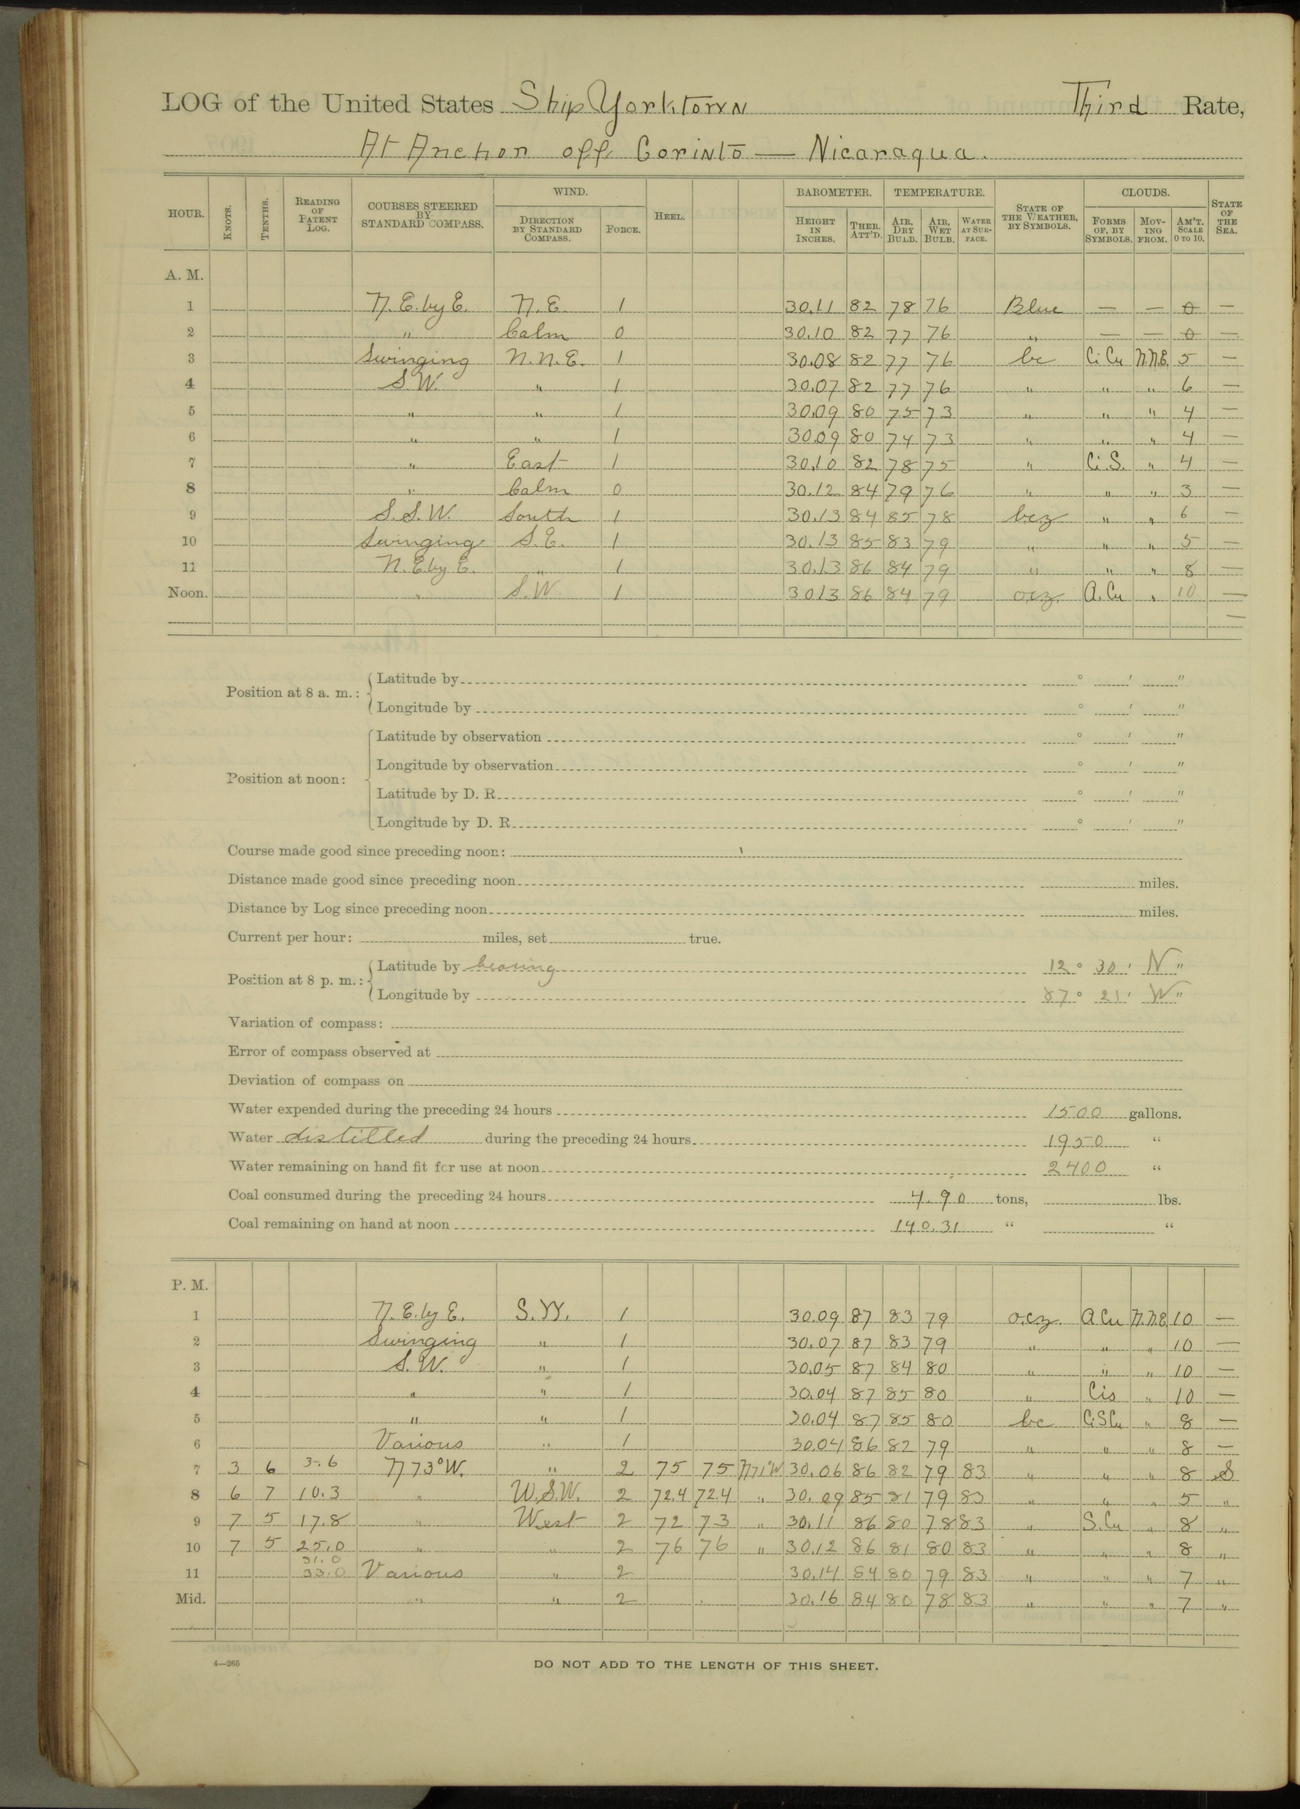 LOG of the United States Ship Yorktown Third Rate,
At Anchor off Corinto — Nicaragua.
HOUR. KNOTS. TENTHS. READING OF PATENT LOG. COURSES STEERED BY STANDARD COMPASS. WIND. DIRECTION BY STANDARD COMPASS. FORCE. HEEL. BAROMETER. HEIGHT IN INCHES. THER. ATT'D. TEMPERATURE. AIR, DRY BULB. AIR, WET BULB. WATER AT SURFACE. STATE OF THE WEATHER, BY SYMBOLS. CLOUDS. FORMS OF, BY SYMBOLS. MOVING FROM. AM'T. SCALE 0 TO 10. STATE OF THE SEA.
A. M.
1 N.E. by E. N.E. 1 30.11 82 78 76 Blue — — 0 —
2 " Calm 0 30.10 82 77 76 " — — 0 —
3 Swinging N.N.E. 1 30.08 82 77 76 bc Ci.Cu N.N.E. 5 —
4 S.W. " 1 30.07 82 77 76 " " " 6 —
5 " " 1 30.09 80 75 73 " " " 4 —
6 " " 1 30.09 80 74 73 " " " 4 —
7 " East 1 30.10 82 78 75 " Ci.S. " 4 —
8 " Calm 0 30.12 84 79 76 " " " 3 —
9 S.S.W. South 1 30.13 84 85 78 bcz " " 6 —
10 Swinging S.E. 1 30.13 85 83 79 " " " 5 —
11 N.E. by E. " 1 30.13 86 84 79 " " " 8 —
Noon. " S.W. 1 3013 86 84 79 ocz. A.Cu " 10 —
—
Position at 8 a. m.: Latitude by ° ' "
Longitude by ° ' "
Position at noon: Latitude by observation ° ' "
Longitude by observation ° ' "
Latitude by D. R. ° ' "
Longitude by D. R. ° ' "
Course made good since preceding noon:
Distance made good since preceding noon miles.
Distance by Log since preceding noon miles.
Current per hour: miles, set true.
Position at 8 p. m.: Latitude by bearing 12° 30' N "
Longitude by 87° 21' W "
Variation of compass:
Error of compass observed at
Deviation of compass on
Water expended during the preceding 24 hours 1500 gallons.
Water distilled during the preceding 24 hours 1950 "
Water remaining on hand fit for use at noon 2400 "
Coal consumed during the preceding 24 hours 4.90 tons, lbs.
Coal remaining on hand at noon 140.31 " "
P. M.
1 N.E. by E. S.W. 1 30.09 87 83 79 ocz. A.Cu N.N.E. 10 —
2 Swinging " 1 30.07 87 83 79 " " " 10 —
3 S.W. " 1 30.05 87 84 80 " " " 10 —
4 " " 1 30.04 87 85 80 " Cis " 10 —
5 " " 1 30.04 87 85 80 bc Ci S Cu " 8 —
6 Various " 1 30.04 86 82 79 " " " 8 —
7 3 6 3.6 N 73° W. " 2 75 75 N71°W 30.06 86 82 79 83 " " " 8 S
8 6 7 10.3 " W.S.W. 2 72.4 72.4 " 30.09 85 81 79 83 " " " 5 "
9 7 5 17.8 " West 2 72 73 " 30.11 86 80 78 83 " S.Cu " 8 "
10 7 5 25.0 " " 2 76 76 " 30.12 86 81 80 83 " " " 8 "
31.0
11 33.0 Various " 2 30.14 84 80 79 83 " " " 7 "
Mid. " " 2 30.16 84 80 78 83 " " " 7 "
4—266
DO NOT ADD TO THE LENGTH OF THIS SHEET.